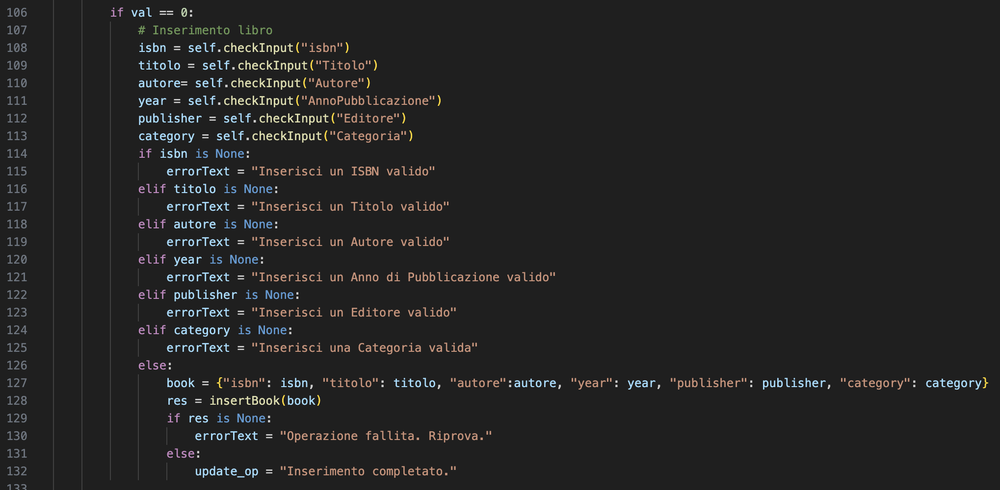 106 if val == 0:
107 # Inserimento libro
108 isbn = self.checkInput("isbn")
109 titolo = self.checkInput("Titolo")
110 autore= self.checkInput("Autore")
111 year = self.checkInput("AnnoPubblicazione")
112 publisher = self.checkInput("Editore")
113 category = self.checkInput("Categoria")
114 if isbn is None:
115 errorText = "Inserisci un ISBN valido"
116 elif titolo is None:
117 errorText = "Inserisci un Titolo valido"
118 elif autore is None:
119 errorText = "Inserisci un Autore valido"
120 elif year is None:
121 errorText = "Inserisci un Anno di Pubblicazione valido"
122 elif publisher is None:
123 errorText = "Inserisci un Editore valido"
124 elif category is None:
125 errorText = "Inserisci una Categoria valida"
126 else:
127 book = {"isbn": isbn, "titolo": titolo, "autore":autore, "year": year, "publisher": publisher, "category": category}
128 res = insertBook(book)
129 if res is None:
130 errorText = "Operazione fallita. Riprova."
131 else:
132 update_op = "Inserimento completato."
133